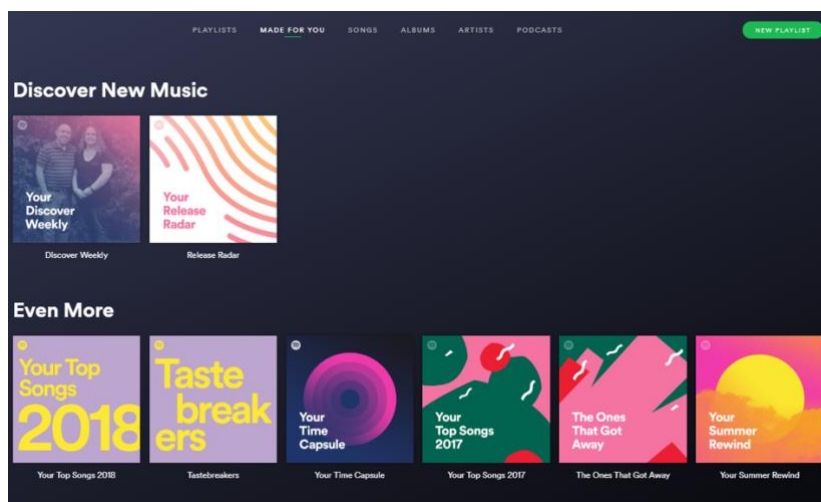 PLAYLISTS MADE FOR YOU SONGS ALBUMS ARTISTS PODCASTS NEW PLAYLIST
Discover New Music
Your
Discover
Weekly
Your
Release
Radar
Discover Weekly Release Radar
Even More
Your Top
Songs
2018
Taste
break
ers
Your
Time
Capsule
Your
Top Songs
2017
The Ones
That Got
Away
Your
Summer
Rewind
Your Top Songs 2018 Tastebreakers Your Time Capsule Your Top Songs 2017 The Ones That Got Away Your Summer Rewind